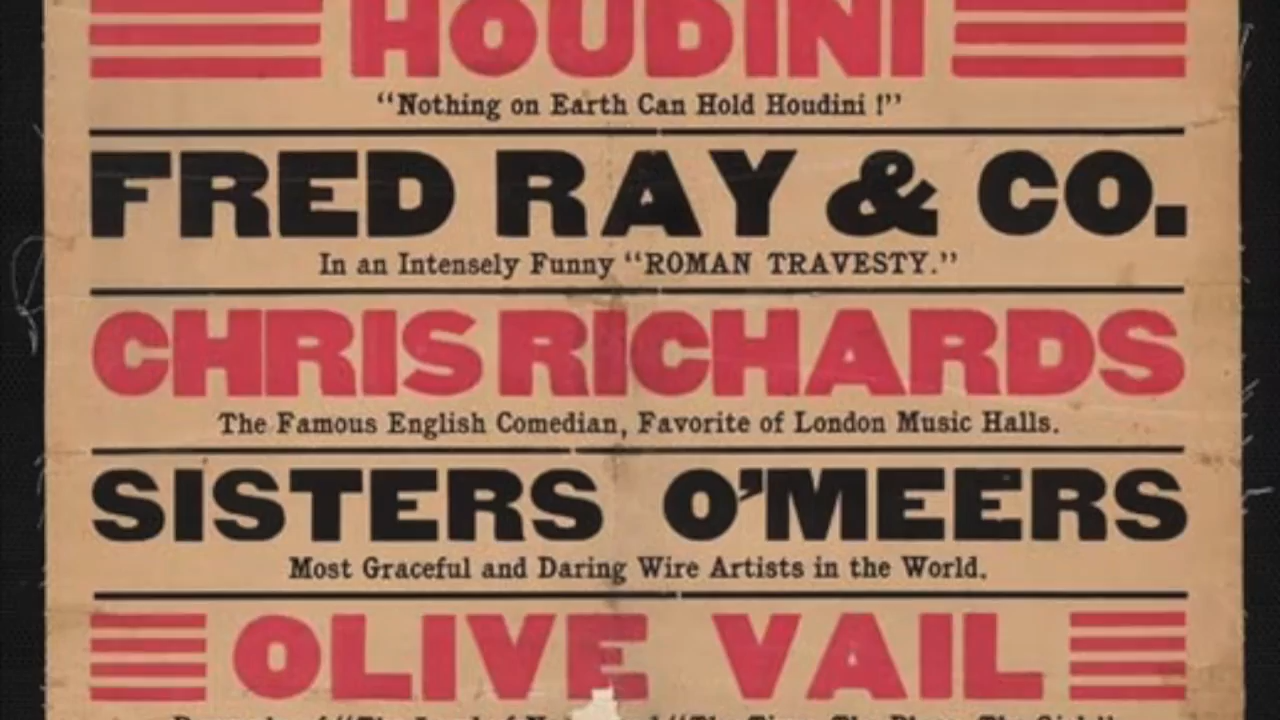 HOUDINI
“Nothing on Earth Can Hold Houdini !”
FRED RAY & CO.
In an Intensely Funny “ROMAN TRAVESTY.”
CHRIS RICHARDS
The Famous English Comedian, Favorite of London Music Halls.
SISTERS O’MEERS
Most Graceful and Daring Wire Artists in the World.
OLIVE VAIL